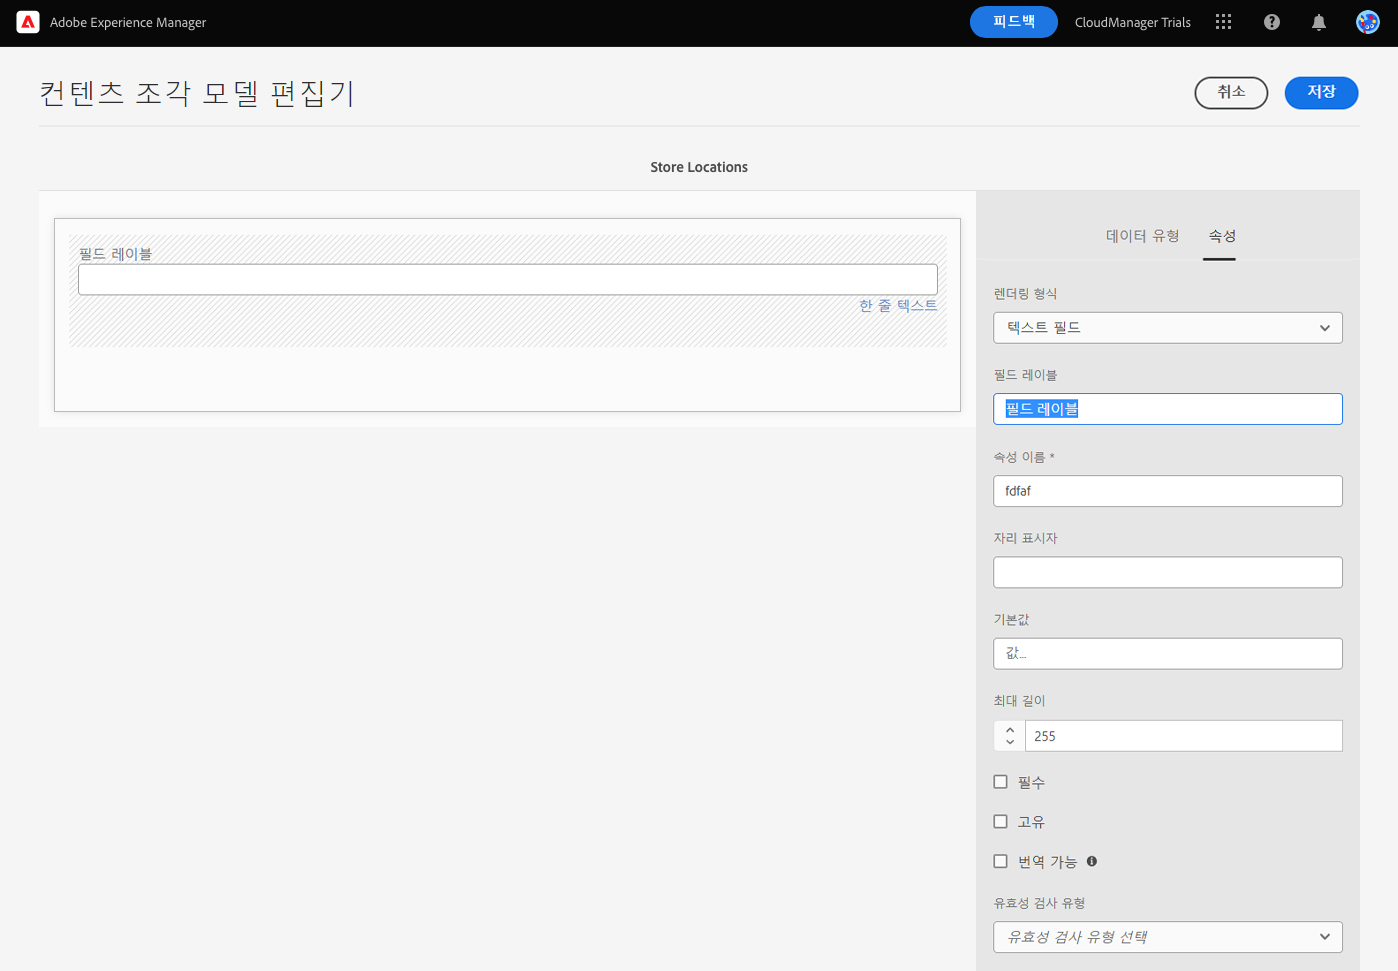 Adobe Experience Manager
피드백
CloudManager Trials
컨텐츠 조각 모델 편집기
취소
저장
Store Locations
필드 레이블
한 줄 텍스트
데이터 유형
속성
렌더링 형식
텍스트 필드
필드 레이블
필드 레이블
속성 이름 *
fdfaf
자리 표시자
기본값
값...
최대 길이
255
필수
고유
번역 가능
유효성 검사 유형
유효성 검사 유형 선택